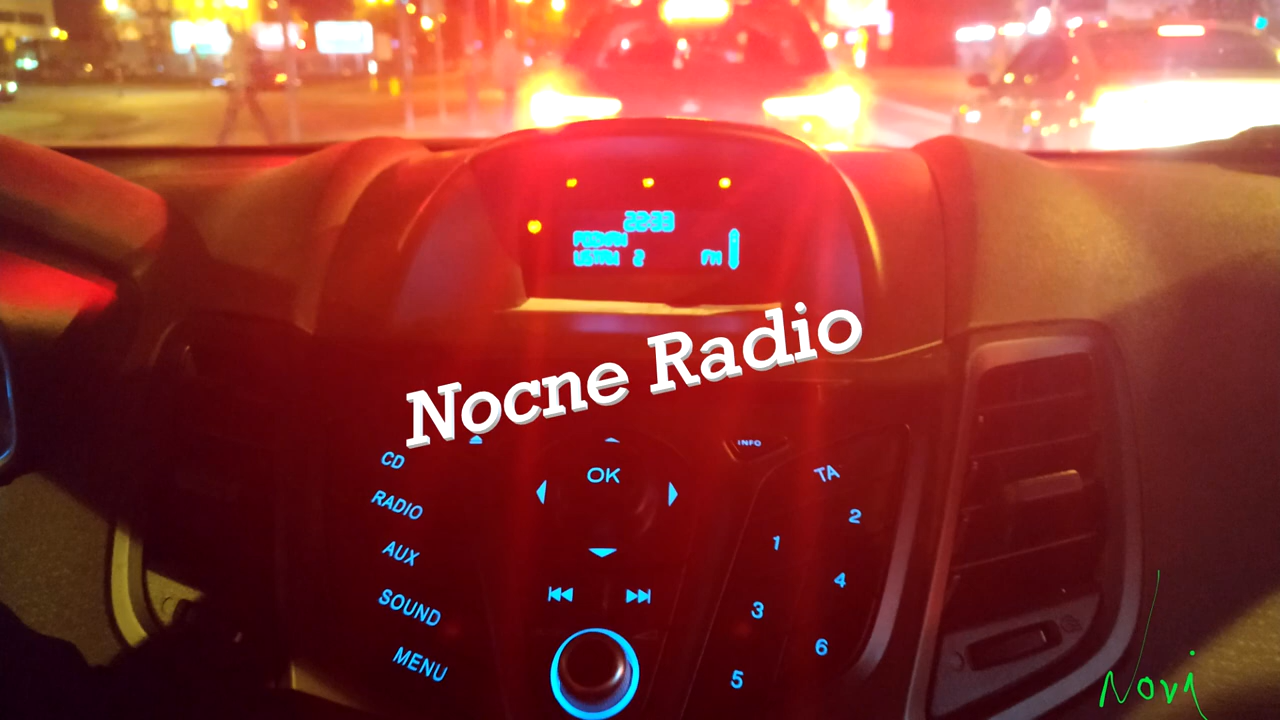 22:33
FM
Nocne Radio
CD
RADIO
AUX
SOUND
MENU
OK
INFO
TA
1
2
3
4
5
6
Novi